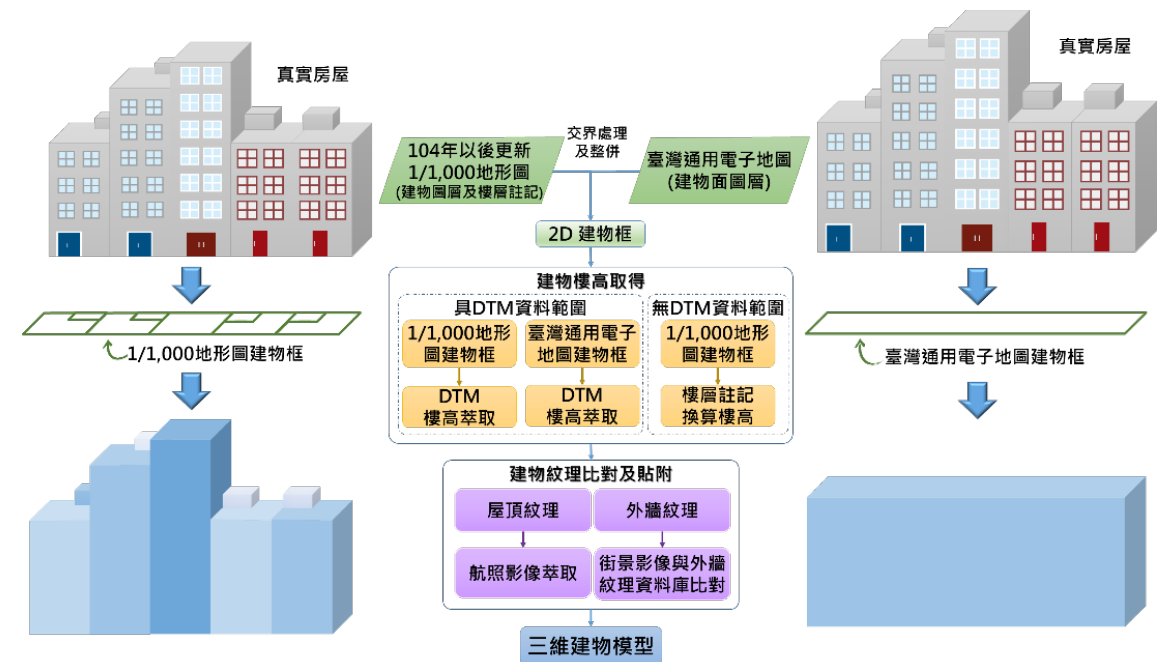 真實房屋
真實房屋
104年以後更新
1/1,000地形圖
(建物圖層及樓層註記)
交界處理
及整併
臺灣通用電子地圖
(建物面圖層)
2D 建物框
建物樓高取得
具DTM資料範圍
無DTM資料範圍
1/1,000地形
圖建物框
臺灣通用電子
地圖建物框
1/1,000地形
圖建物框
DTM
樓高萃取
DTM
樓高萃取
樓層註記
換算樓高
1/1,000地形圖建物框
臺灣通用電子地圖建物框
建物紋理比對及貼附
屋頂紋理
外牆紋理
航照影像萃取
街景影像與外牆
紋理資料庫比對
三維建物模型